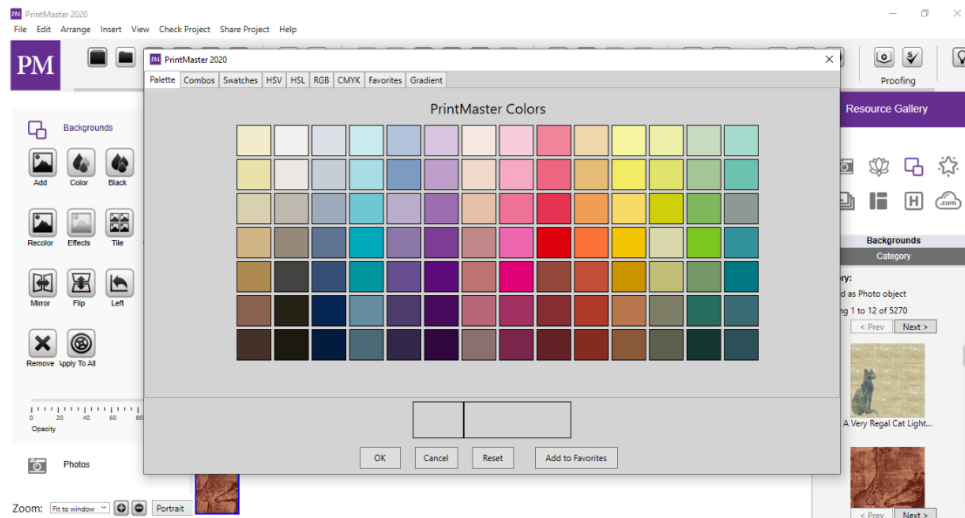 PrintMaster 2020
File Edit Arrange Insert View Check Project Share Project Help
PM
PrintMaster 2020
Palette Combos Swatches HSV HSL RGB CMYK Favorites Gradient
PrintMaster Colors
OK Cancel Reset Add to Favorites
Backgrounds
Add Color Black
Recolor Effects Tile
Mirror Flip Left
Remove Apply To All
0 20 40 60 80
Opacity
Photos
Zoom: Fit to window Portrait
Proofing
Resource Gallery
H .com
Backgrounds
Category
ry:
d as Photo object
ng 1 to 12 of 5270
< Prev Next >
A Very Regal Cat Light...
< Prev Next >